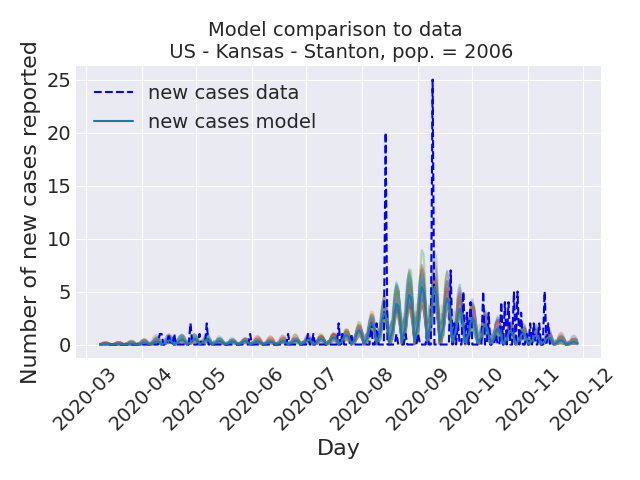 Model comparison to data
US - Kansas - Stanton, pop. = 2006
Number of new cases reported
25
20
15
10
5
0
new cases data
new cases model
2020-03
2020-04
2020-05
2020-06
2020-07
2020-08
2020-09
2020-10
2020-11
2020-12
Day